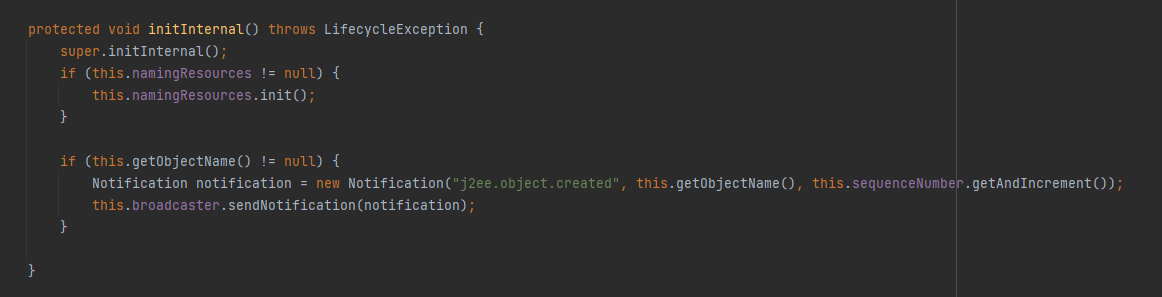 protected void initInternal() throws LifecycleException {
    super.initInternal();
    if (this.namingResources != null) {
        this.namingResources.init();
    }

    if (this.getObjectName() != null) {
        Notification notification = new Notification("j2ee.object.created", this.getObjectName(), this.sequenceNumber.getAndIncrement());
        this.broadcaster.sendNotification(notification);
    }

}